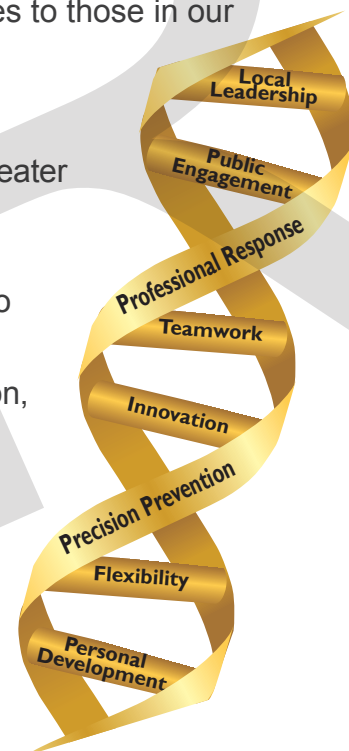 es to those in our
Local
Leadership
eater
Public
Engagement
Professional Response
o
Teamwork
on,
Innovation
Precision Prevention
Flexibility
Personal
Development